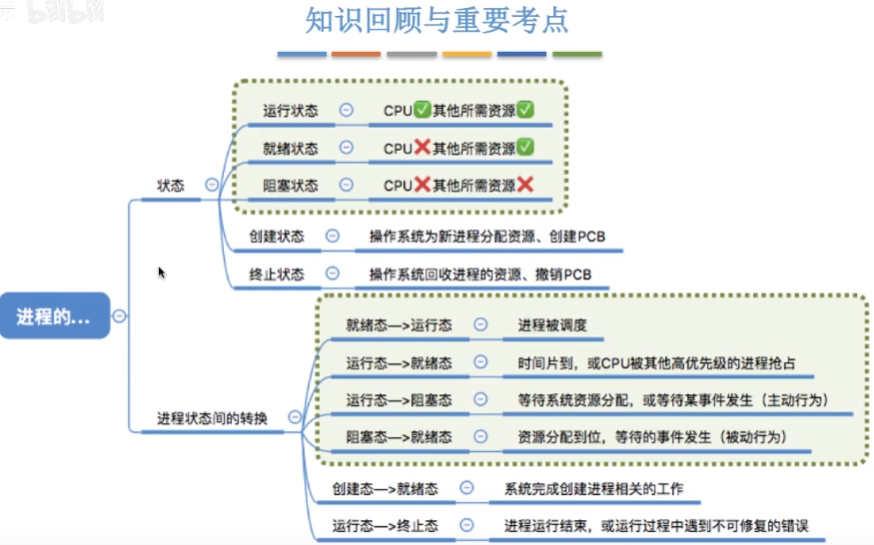 bilibili
知识回顾与重要考点
运行状态 CPU✅其他所需资源✅
就绪状态 CPU❌其他所需资源✅
阻塞状态 CPU❌其他所需资源❌
状态
创建状态 操作系统为新进程分配资源、创建PCB
终止状态 操作系统回收进程的资源、撤销PCB
进程的...
就绪态—>运行态 进程被调度
运行态—>就绪态 时间片到，或CPU被其他高优先级的进程抢占
运行态—>阻塞态 等待系统资源分配，或等待某事件发生（主动行为）
阻塞态—>就绪态 资源分配到位，等待的事件发生（被动行为）
进程状态间的转换
创建态—>就绪态 系统完成创建进程相关的工作
运行态—>终止态 进程运行结束，或运行过程中遇到不可修复的错误